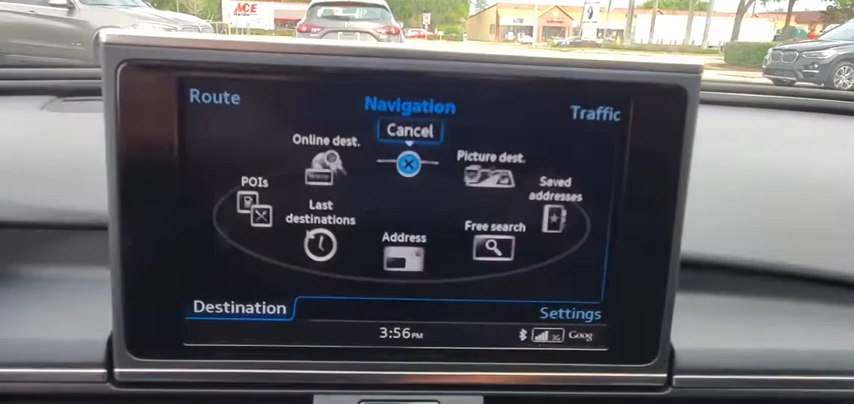 ACE
Route
Navigation
Traffic
Cancel
Online dest.
Picture dest.
POIs
Saved
addresses
Last
destinations
Free search
Address
Destination
Settings
3:56 PM
3G
Goog